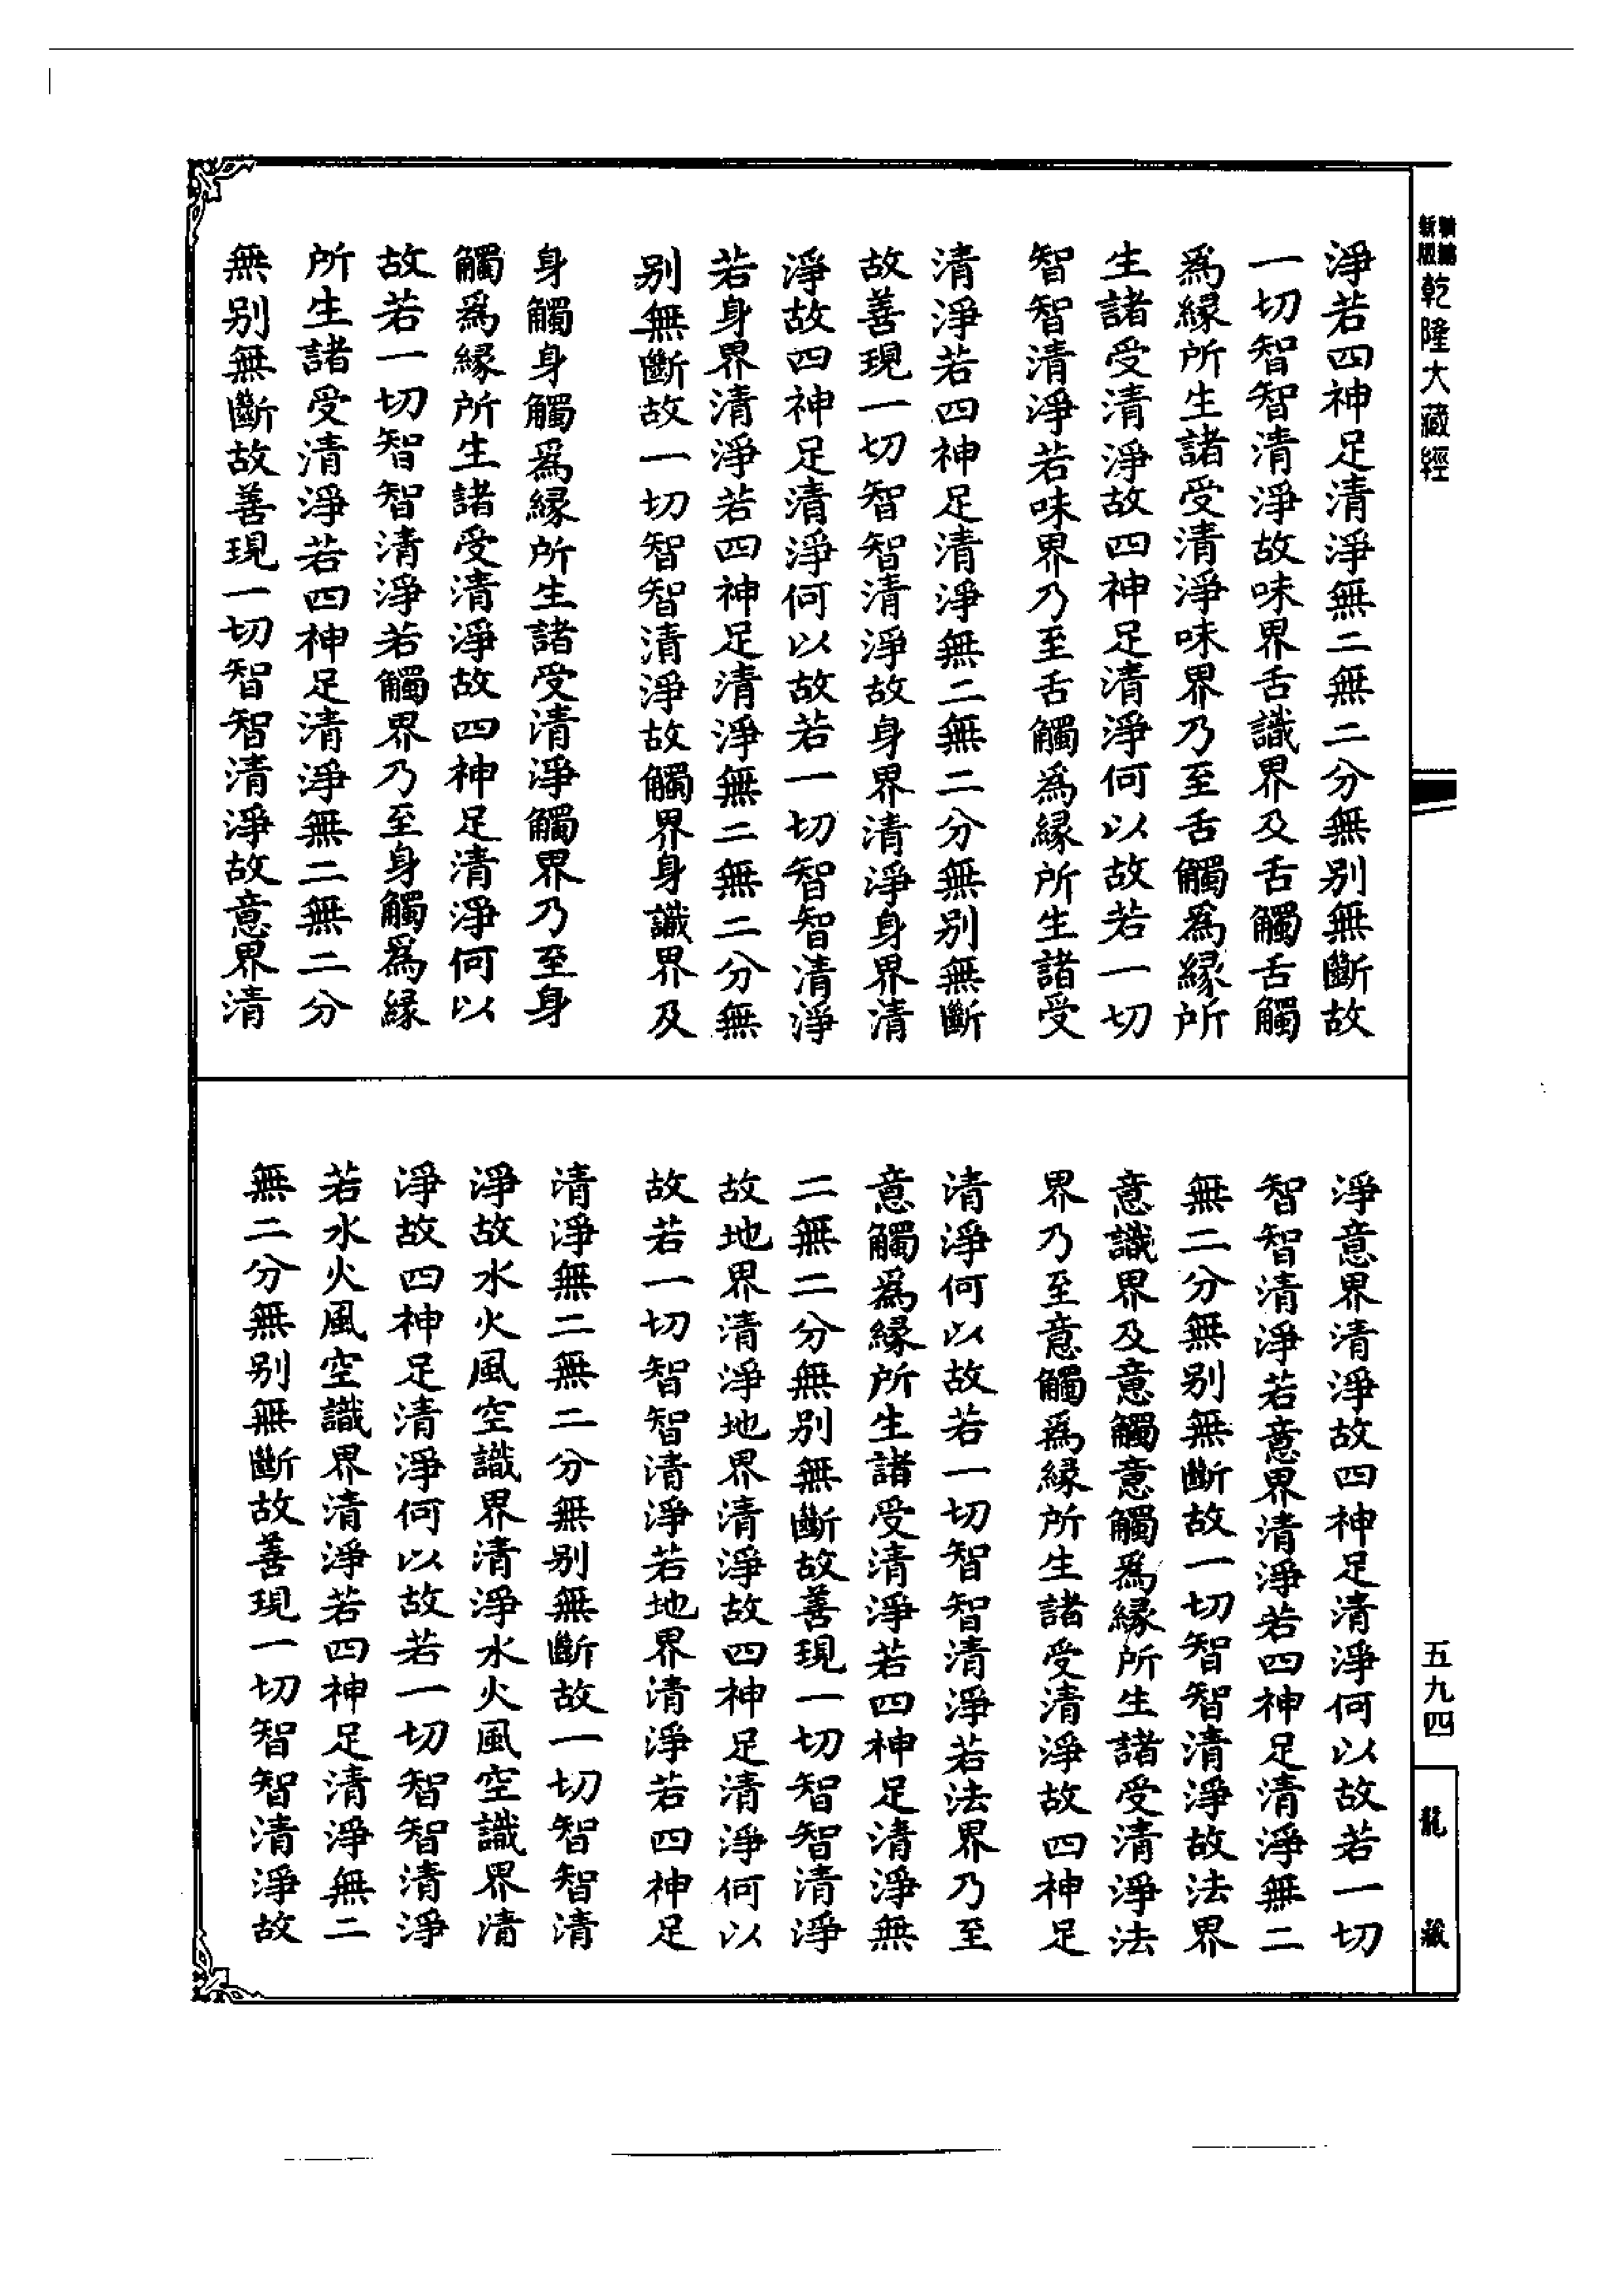 新編
新版
乾隆大藏經
淨若四神足清淨無二無二分無別無斷故
一切智智清淨故味界舌識界及舌觸舌觸
爲緣所生諸受清淨味界乃至舌觸爲緣所
生諸受清淨故四神足清淨何以故若一切
智智清淨若味界乃至舌觸爲緣所生諸受
清淨若四神足清淨無二無二分無別無斷
故善現一切智智清淨故身界清淨身界清
淨故四神足清淨何以故若一切智智清淨
若身界清淨若四神足清淨無二無二分無
別無斷故一切智智清淨故觸界身識界及
身觸身觸爲緣所生諸受清淨觸界乃至身
觸爲緣所生諸受清淨故四神足清淨何以
故若一切智智清淨若觸界乃至身觸爲緣
所生諸受清淨若四神足清淨無二無二分
無別無斷故善現一切智智清淨故意界清
淨意界清淨故四神足清淨何以故若一切
智智清淨若意界清淨若四神足清淨無二
無二分無別無斷故一切智智清淨故法界
意識界及意觸意觸爲緣所生諸受清淨法
界乃至意觸爲緣所生諸受清淨故四神足
清淨何以故若一切智智清淨若法界乃至
意觸爲緣所生諸受清淨若四神足清淨無
二無二分無別無斷故善現一切智智清淨
故地界清淨地界清淨故四神足清淨何以
故若一切智智清淨若地界清淨若四神足
清淨無二無二分無別無斷故一切智智清
淨故水火風空識界清淨水火風空識界清
淨故四神足清淨何以故若一切智智清淨
若水火風空識界清淨若四神足清淨無二
無二分無別無斷故善現一切智智清淨故
五九四
龍藏